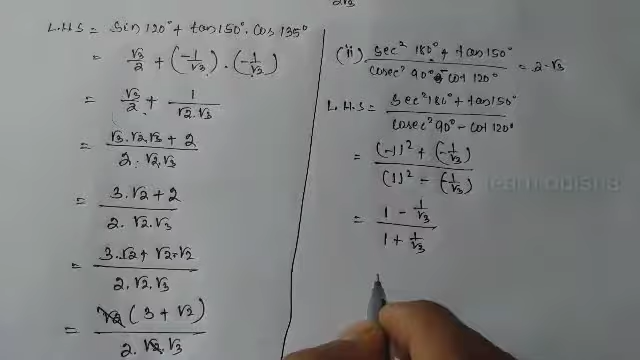 2√3
L.H.S = sin 120° + tan 150° . cos 135°
= √3/2 + (-1/√3) . (-1/√2)
= √3/2 + 1/√2.√3
= √3.√2.√3 + 2 / 2.√2.√3
= 3.√2 + 2 / 2.√2.√3
= 3.√2 + √2.√2 / 2.√2.√3
= √2 (3 + √2) / 2.√2.√3
(ii) sec² 180° + tan 150° / cosec² 90° - cot 120° = 2-√3
L.H.S = sec² 180° + tan 150° / cosec² 90° - cot 120°
= (-1)² + (-1/√3) / (1)² - (-1/√3)
= 1 - 1/√3 / 1 + 1/√3